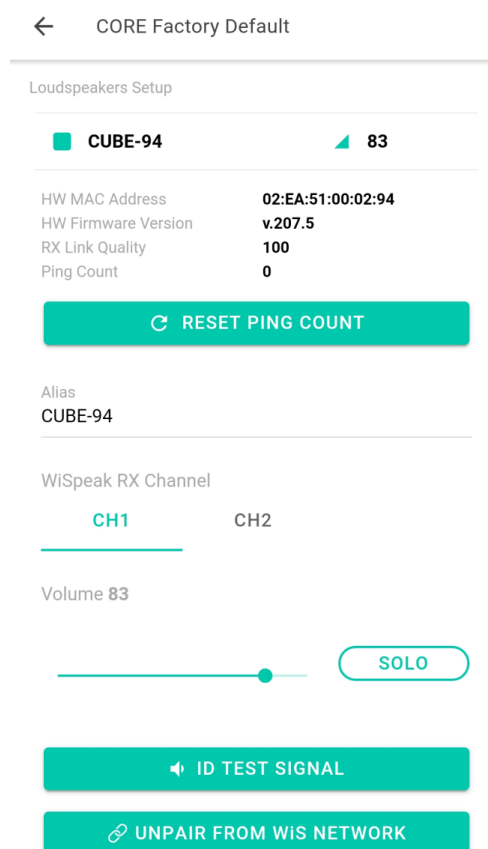 CORE Factory Default
Loudspeakers Setup
CUBE-94 83
HW MAC Address 02:EA:51:00:02:94
HW Firmware Version v.207.5
RX Link Quality 100
Ping Count 0
RESET PING COUNT
Alias
CUBE-94
WiSpeak RX Channel
CH1 CH2
Volume 83
SOLO
ID TEST SIGNAL
UNPAIR FROM WiS NETWORK